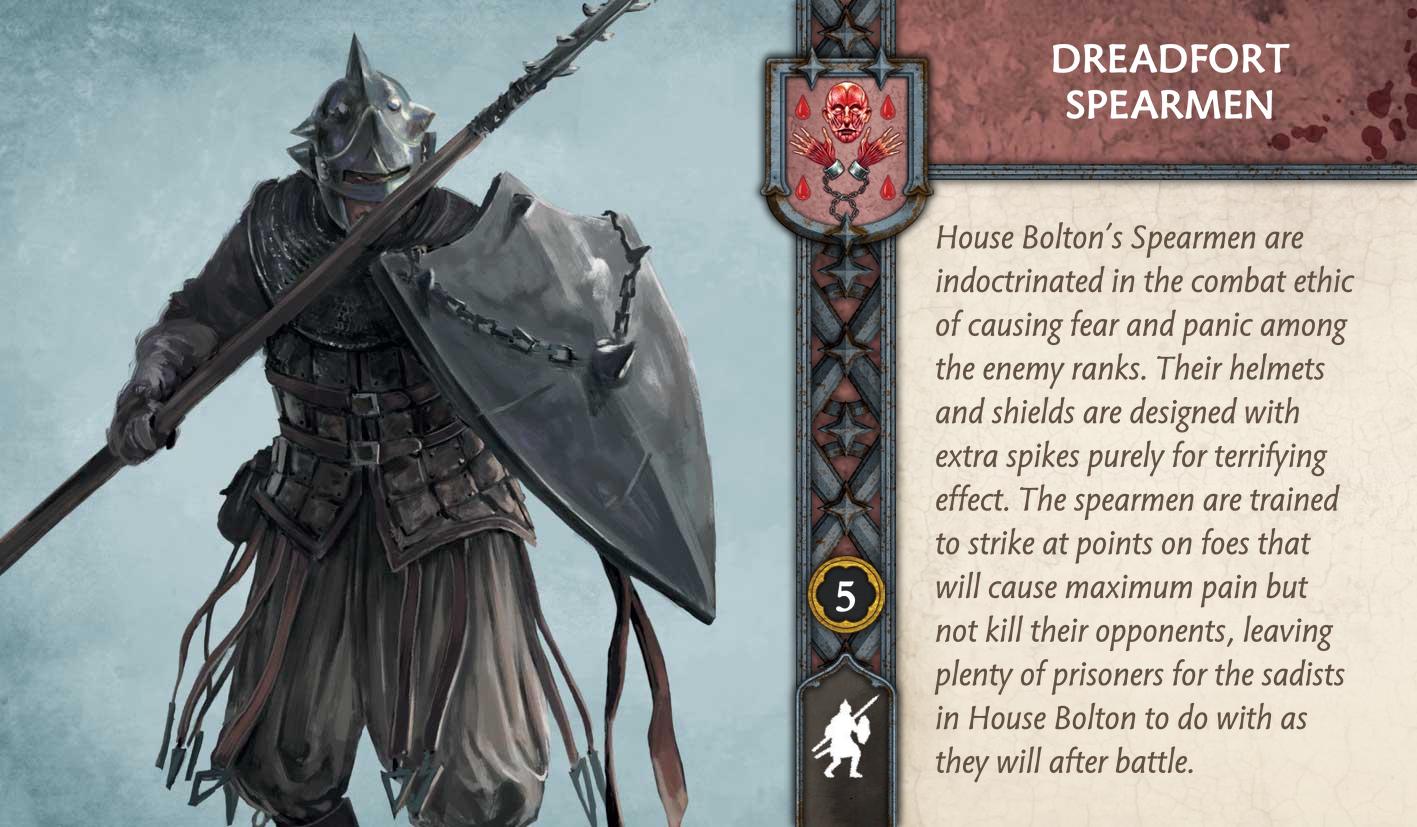 DREADFORT
SPEARMEN
House Bolton's Spearmen are
indoctrinated in the combat ethic
of causing fear and panic among
the enemy ranks. Their helmets
and shields are designed with
extra spikes purely for terrifying
effect. The spearmen are trained
to strike at points on foes that
will cause maximum pain but
not kill their opponents, leaving
plenty of prisoners for the sadists
in House Bolton to do with as
they will after battle.
5